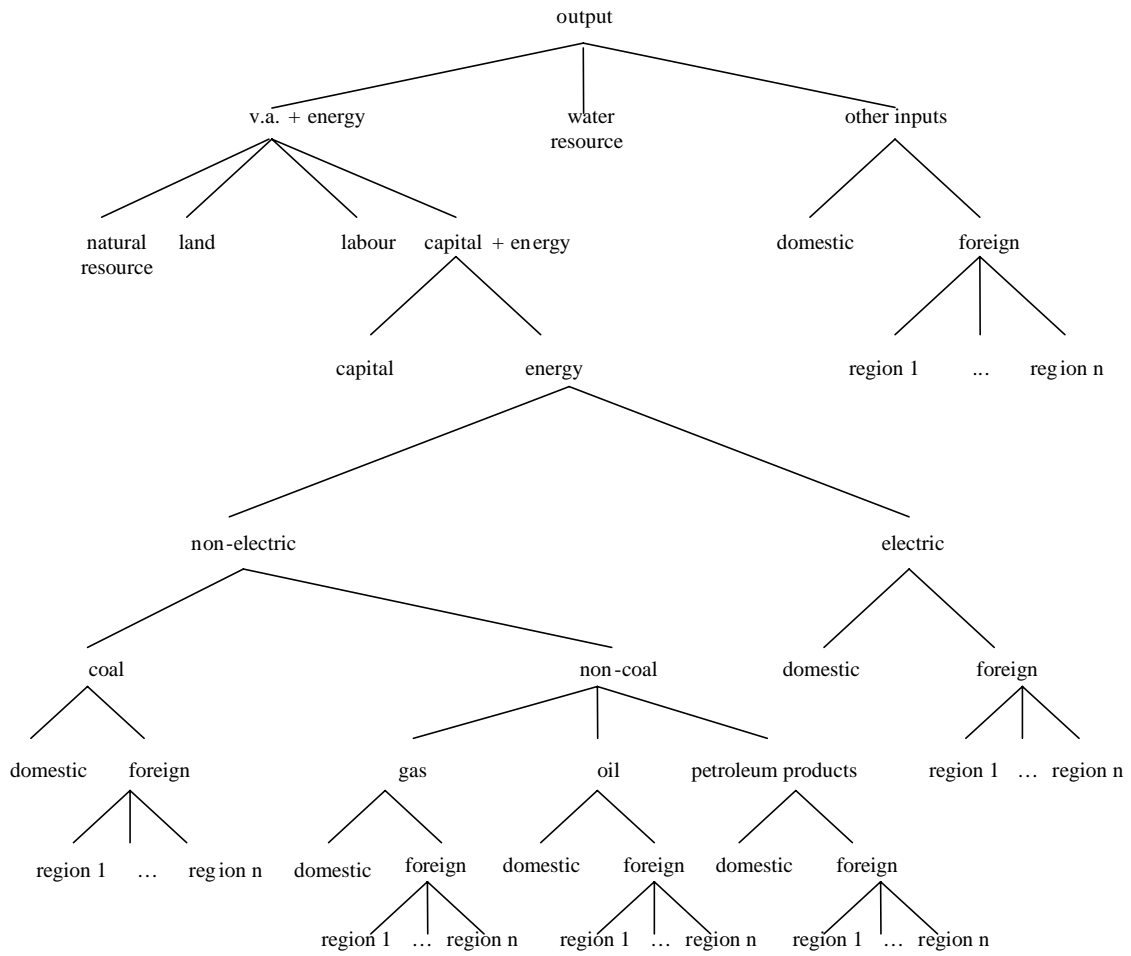 output
v.a. + energy
water
resource
other inputs
natural
resource
land
labour
capital + energy
domestic
foreign
capital
energy
region 1 ... region n
non-electric
electric
coal
non-coal
domestic
foreign
domestic
foreign
gas
oil
petroleum products
region 1 ... region n
region 1 ... region n
domestic
foreign
domestic
foreign
domestic
foreign
region 1 ... region n
region 1 ... region n
region 1 ... region n